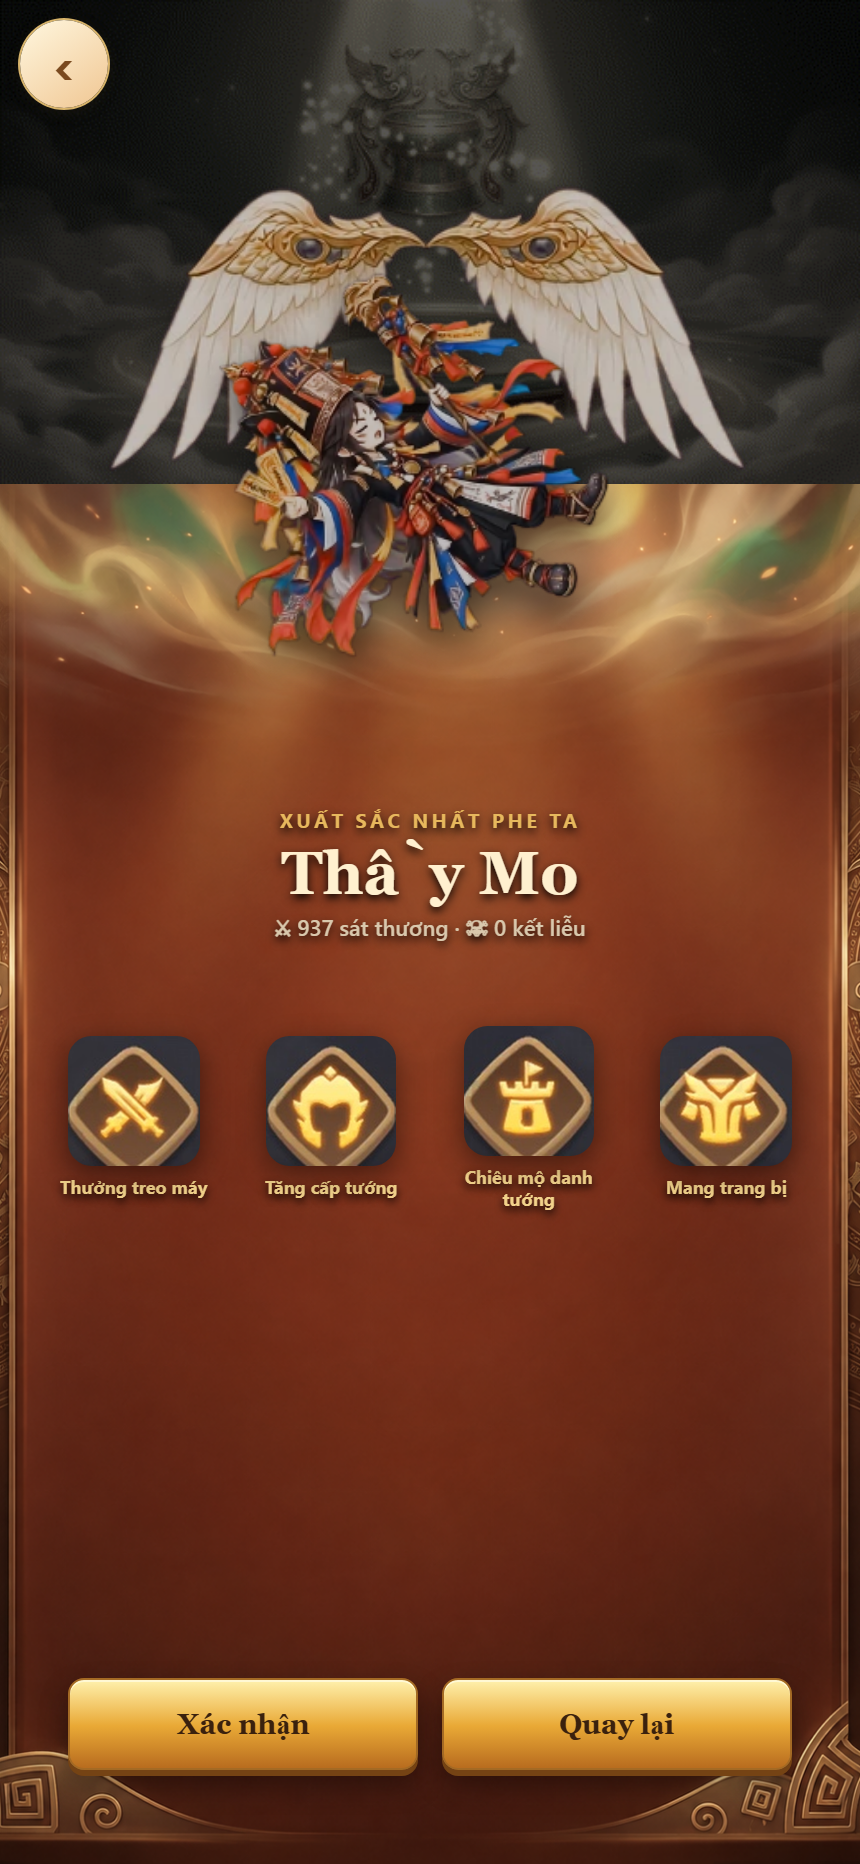 XUẤT SẮC NHẤT PHE TA
Thầy Mo
⚔ 937 sát thương · ☠ 0 kết liễu
Thưởng treo máy
Tăng cấp tướng
Chiêu mộ danh
tướng
Mang trang bị
Xác nhận
Quay lại